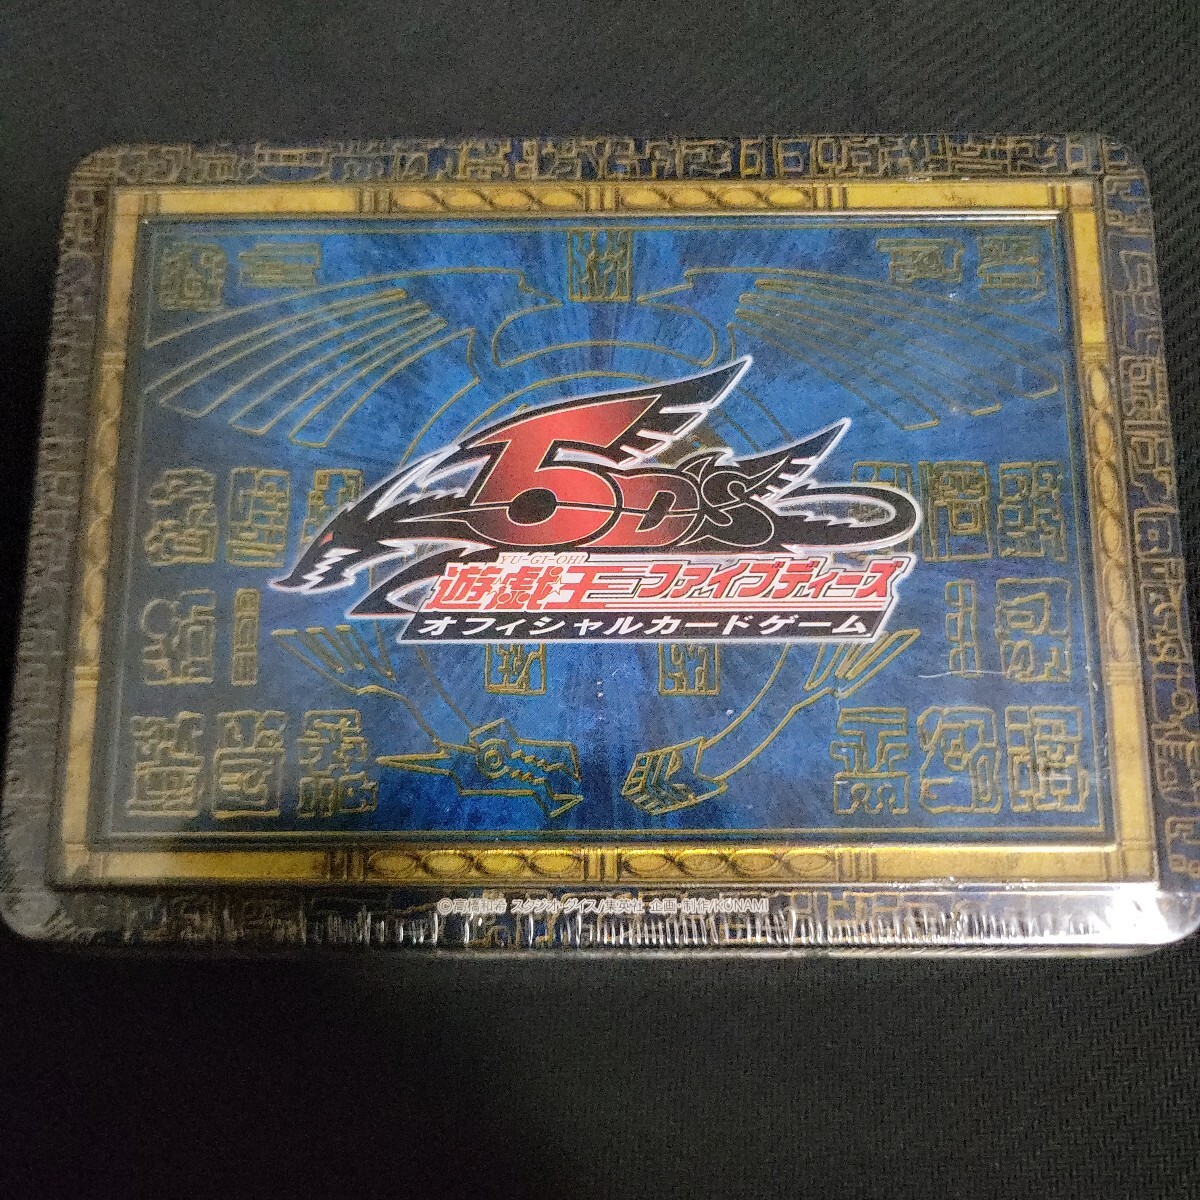 5D's
YU-GI-OH!
遊☆戯☆王ファイブディーズ
オフィシャルカードゲーム
©高橋和希 スタジオ・ダイス/集英社 企画・制作/KONAMI